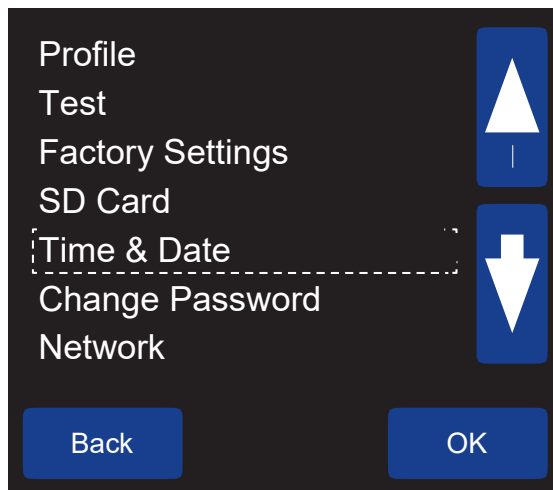 Profile
Test
Factory Settings
SD Card
Time & Date
Change Password
Network
Back
OK